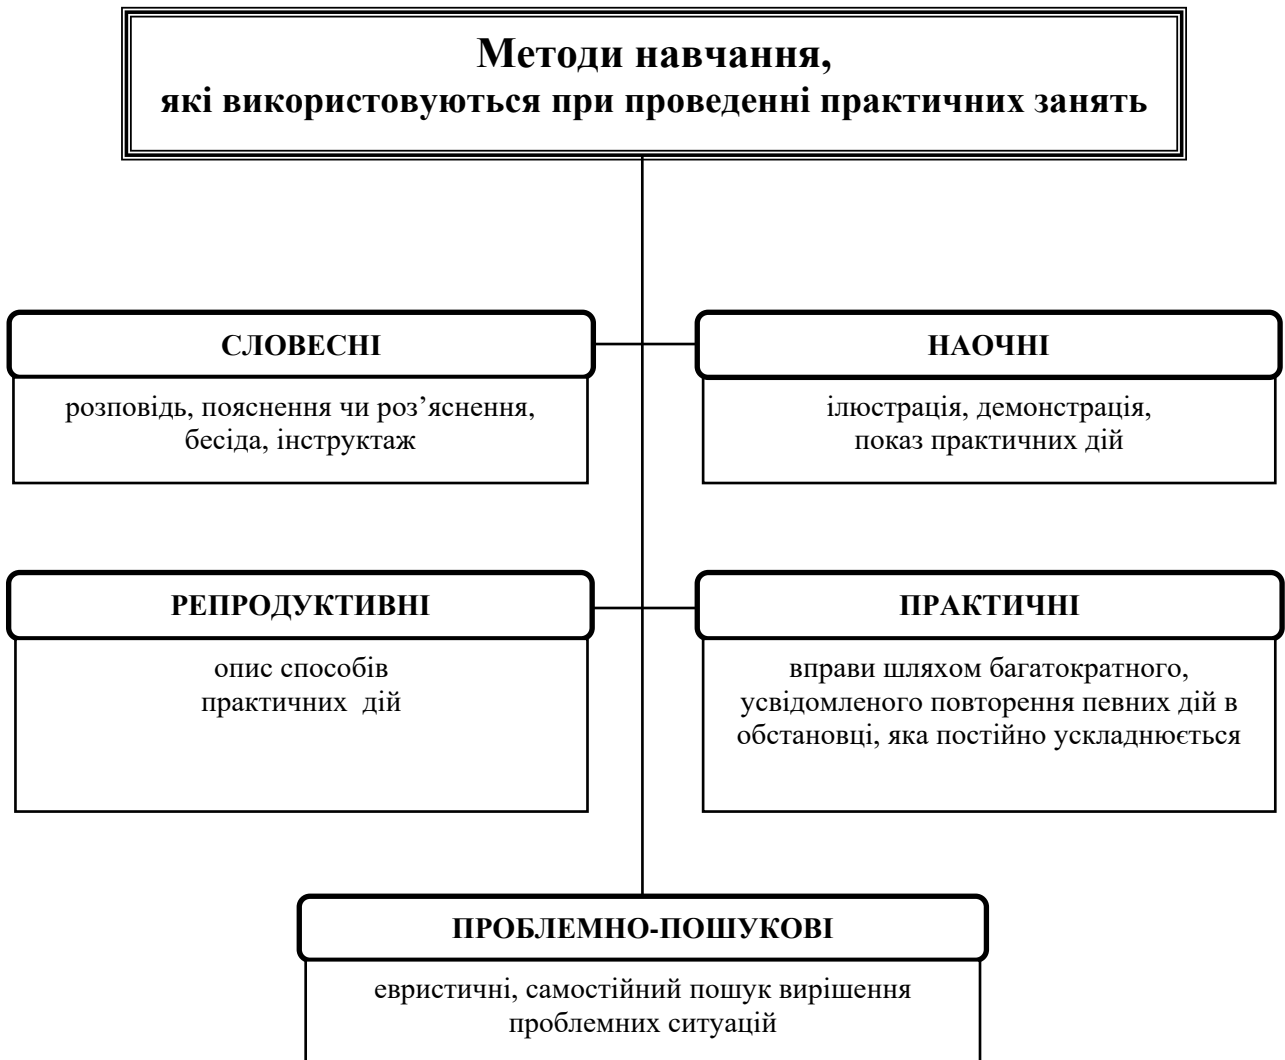 Методи навчання,
які використовуються при проведенні практичних занять
СЛОВЕСНІ
розповідь, пояснення чи роз’яснення,
бесіда, інструктаж
НАОЧНІ
ілюстрація, демонстрація,
показ практичних дій
РЕПРОДУКТИВНІ
опис способів
практичних  дій
ПРАКТИЧНІ
вправи шляхом багатократного,
усвідомленого повторення певних дій в
обстановці, яка постійно ускладнюється
ПРОБЛЕМНО-ПОШУКОВІ
евристичні, самостійний пошук вирішення
проблемних ситуацій